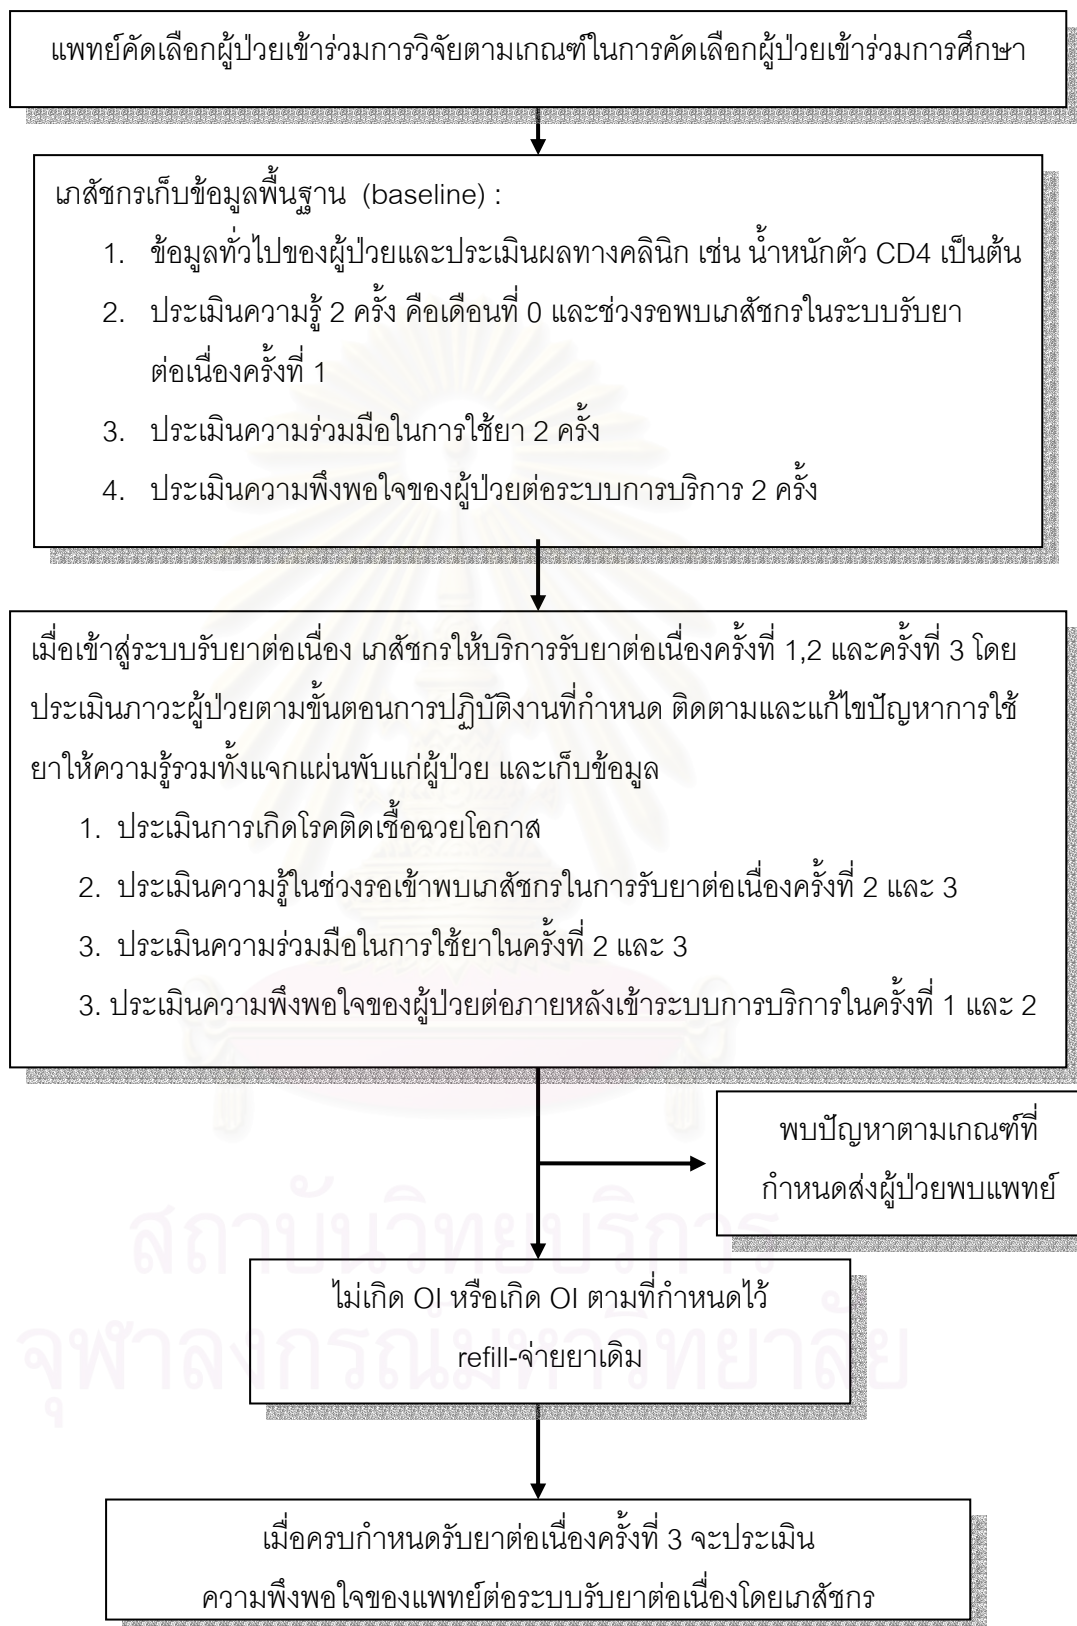 แพทย์คัดเลือกผู้ป่วยเข้าร่วมการวิจัยตามเกณฑ์ในการคัดเลือกผู้ป่วยเข้าร่วมการศึกษา
เภสัชกรเก็บข้อมูลพื้นฐาน (baseline) :
1. ข้อมูลทั่วไปของผู้ป่วยและประเมินผลทางคลินิก เช่น น้ำหนักตัว CD4 เป็นต้น
2. ประเมินความรู้ 2 ครั้ง คือเดือนที่ 0 และช่วงรอพบเภสัชกรในระบบรับยา
ต่อเนื่องครั้งที่ 1
3. ประเมินความร่วมมือในการใช้ยา 2 ครั้ง
4. ประเมินความพึงพอใจของผู้ป่วยต่อระบบการบริการ 2 ครั้ง
เมื่อเข้าสู่ระบบรับยาต่อเนื่อง เภสัชกรให้บริการรับยาต่อเนื่องครั้งที่ 1,2 และครั้งที่ 3 โดย
ประเมินภาวะผู้ป่วยตามขั้นตอนการปฏิบัติงานที่กำหนด ติดตามและแก้ไขปัญหาการใช้
ยาให้ความรู้รวมทั้งแจกแผ่นพับแก่ผู้ป่วย และเก็บข้อมูล
1. ประเมินการเกิดโรคติดเชื้อฉวยโอกาส
2. ประเมินความรู้ในช่วงรอเข้าพบเภสัชกรในการรับยาต่อเนื่องครั้งที่ 2 และ 3
3. ประเมินความร่วมมือในการใช้ยาในครั้งที่ 2 และ 3
3. ประเมินความพึงพอใจของผู้ป่วยต่อภายหลังเข้าระบบการบริการในครั้งที่ 1 และ 2
พบปัญหาตามเกณฑ์ที่
กำหนดส่งผู้ป่วยพบแพทย์
สถาบันวิทยบริการ
ไม่เกิด OI หรือเกิด OI ตามที่กำหนดไว้
refill-จ่ายยาเดิม
จุฬาลงกรณ์มหาวิทยาลัย
เมื่อครบกำหนดรับยาต่อเนื่องครั้งที่ 3 จะประเมิน
ความพึงพอใจของแพทย์ต่อระบบรับยาต่อเนื่องโดยเภสัชกร